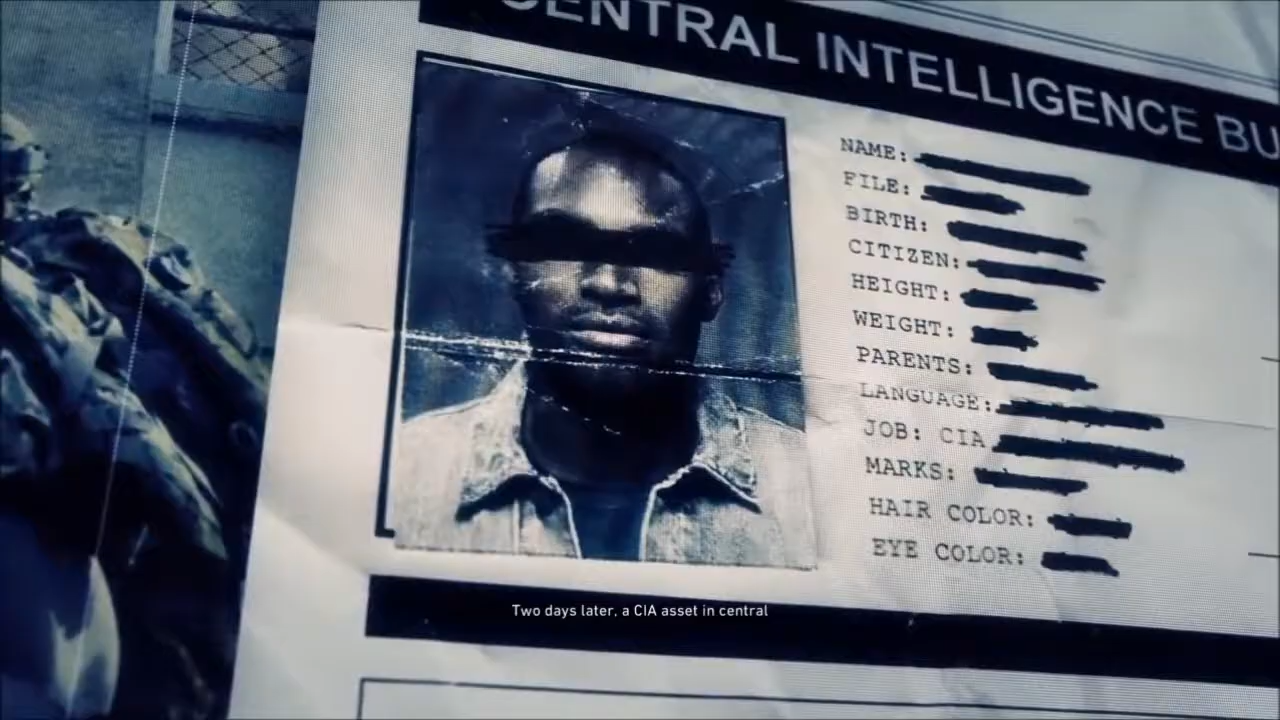 CENTRAL INTELLIGENCE BU
NAME:
FILE:
BIRTH:
CITIZEN:
HEIGHT:
WEIGHT:
PARENTS:
LANGUAGE:
JOB: CIA
MARKS:
HAIR COLOR:
EYE COLOR:
Two days later, a CIA asset in central